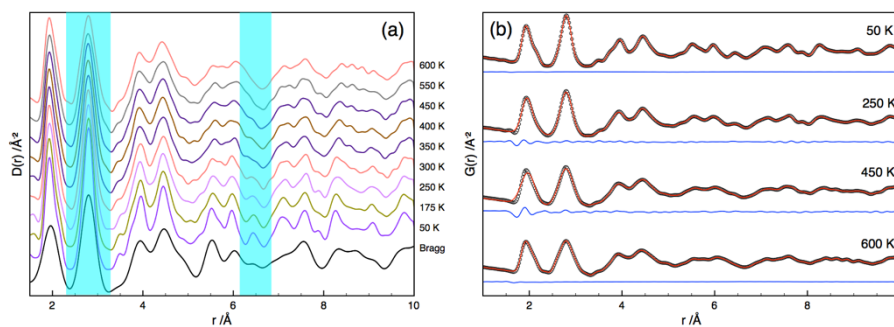 (a)
600 K
550 K
450 K
400 K
350 K
300 K
250 K
175 K
50 K
Bragg
D(r) /Å⁻²
2 4 6 8 10
r /Å
(b)
50 K
250 K
450 K
600 K
G(r) /Å⁻²
2 4 6 8
r /Å